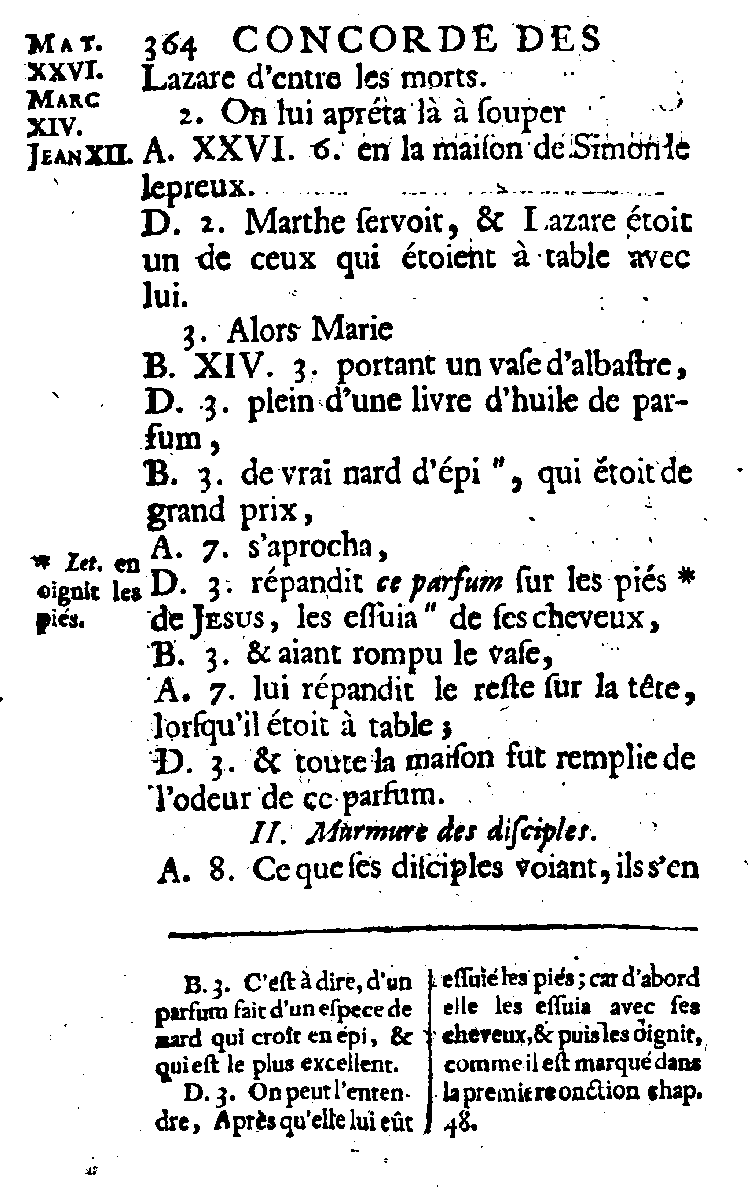 MAT. XXVI.
MARC XIV.
JEAN XII.
364 CONCORDE DES
Lazare d'entre les morts.
2. On lui apréta là à ſouper
A. XXVI. 6. en la maiſon de Simon le
lepreux.
D. 2. Marthe ſervoit, & Lazare étoit
un de ceux qui étoient à table avec
lui.
3. Alors Marie
B. XIV. 3. portant un vaſe d'albaſtre,
D. 3. plein d'une livre d'huile de par-
fum,
B. 3. de vrai nard d'épi ", qui étoit de
grand prix,
A. 7. s'aprocha,
D. 3. répandit ce parfum ſur les piés *
de JESUS, les eſſuia " de ſes cheveux,
* Let. en
oignit les
piés.
B. 3. & aiant rompu le vaſe,
A. 7. lui répandit le reſte ſur la tête,
lorſqu'il étoit à table ;
D. 3. & toute la maiſon fut remplie de
l'odeur de ce parfum.
II. Murmure des diſciples.
A. 8. Ce que ſes diſciples voiant, ils s'en
B. 3. C'eſt à dire, d'un
parfum fait d'un eſpece de
nard qui croît en épi, &
qui eſt le plus excellent.
D. 3. On peut l'enten-
dre, Après qu'elle lui eût
eſſuié les piés ; car d'abord
elle les eſſuia avec ſes
cheveux, & puis les oignit,
comme il eſt marqué dans
la premiere onction chap.
48.